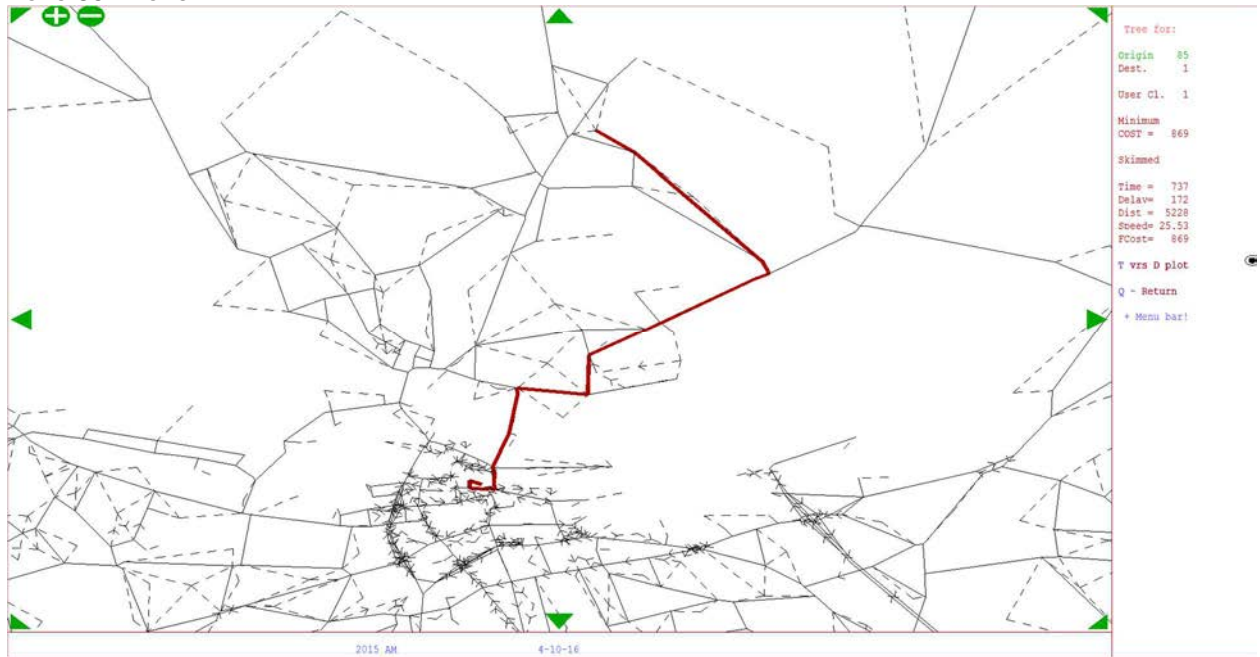 Tree for:
Origin 85
Dest. 1
User Cl. 1
Minimum
COST = 869
Skimmed
Time = 737
Delay= 172
Dist = 5228
Speed= 25.53
FCost= 869
T vrs D plot
Q - Return
+ Menu bar!
2015 AM 4-10-16